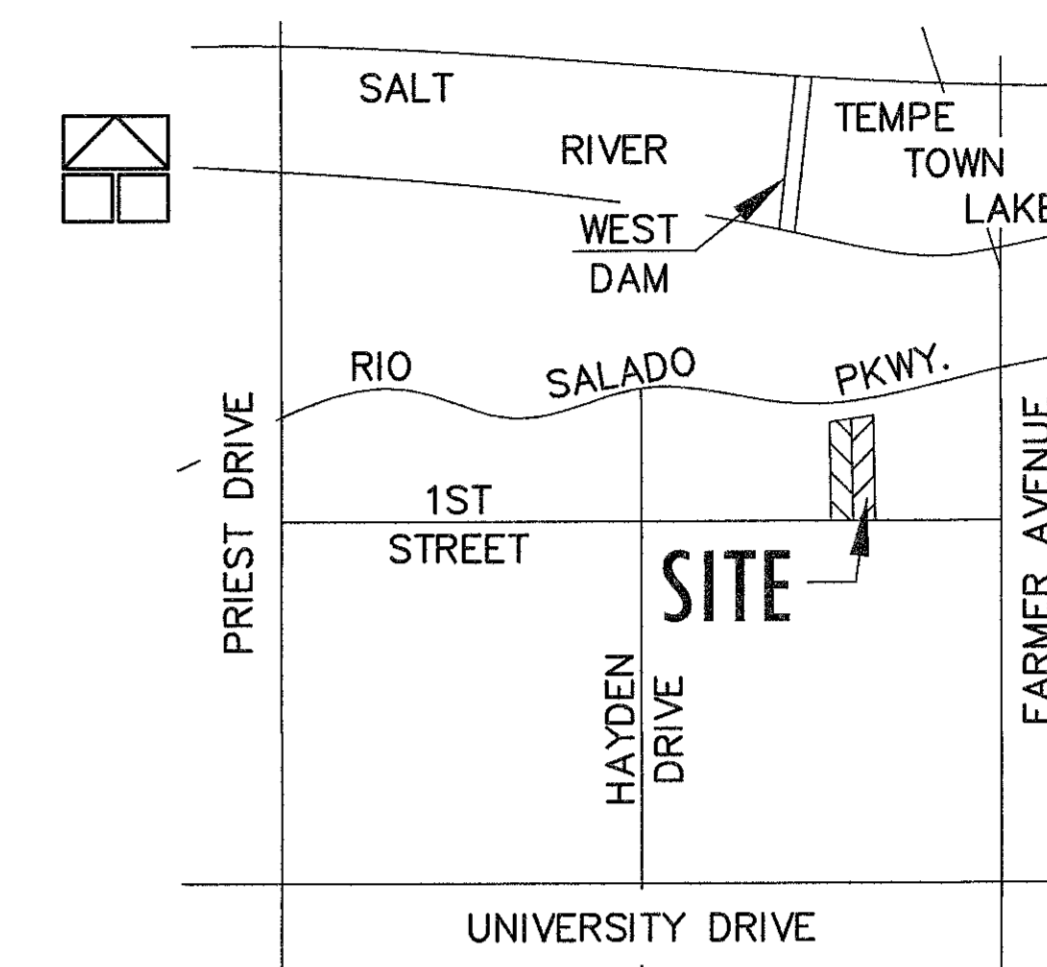 SALT
RIVER
TEMPE
TOWN
LAKE
WEST
DAM
RIO SALADO PKWY.
PRIEST DRIVE
1ST
STREET
SITE
HAYDEN
DRIVE
FARMER AVENUE
UNIVERSITY DRIVE